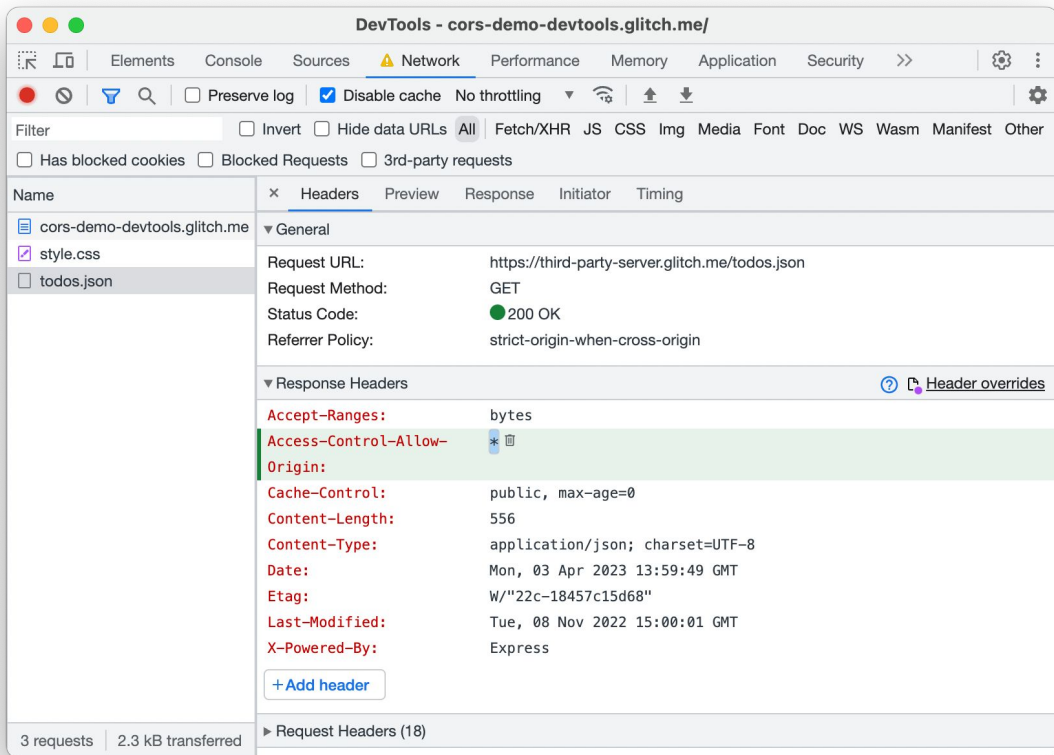 DevTools - cors-demo-devtools.glitch.me/
Elements Console Sources Network Performance Memory Application Security
Preserve log Disable cache No throttling
Filter Invert Hide data URLs All Fetch/XHR JS CSS Img Media Font Doc WS Wasm Manifest Other
Has blocked cookies Blocked Requests 3rd-party requests
Name
cors-demo-devtools.glitch.me
style.css
todos.json
× Headers Preview Response Initiator Timing
General
Request URL: https://third-party-server.glitch.me/todos.json
Request Method: GET
Status Code: 200 OK
Referrer Policy: strict-origin-when-cross-origin
Response Headers Header overrides
Accept-Ranges: bytes
Access-Control-Allow- *
Origin:
Cache-Control: public, max-age=0
Content-Length: 556
Content-Type: application/json; charset=UTF-8
Date: Mon, 03 Apr 2023 13:59:49 GMT
Etag: W/"22c-18457c15d68"
Last-Modified: Tue, 08 Nov 2022 15:00:01 GMT
X-Powered-By: Express
+Add header
Request Headers (18)
3 requests 2.3 kB transferred